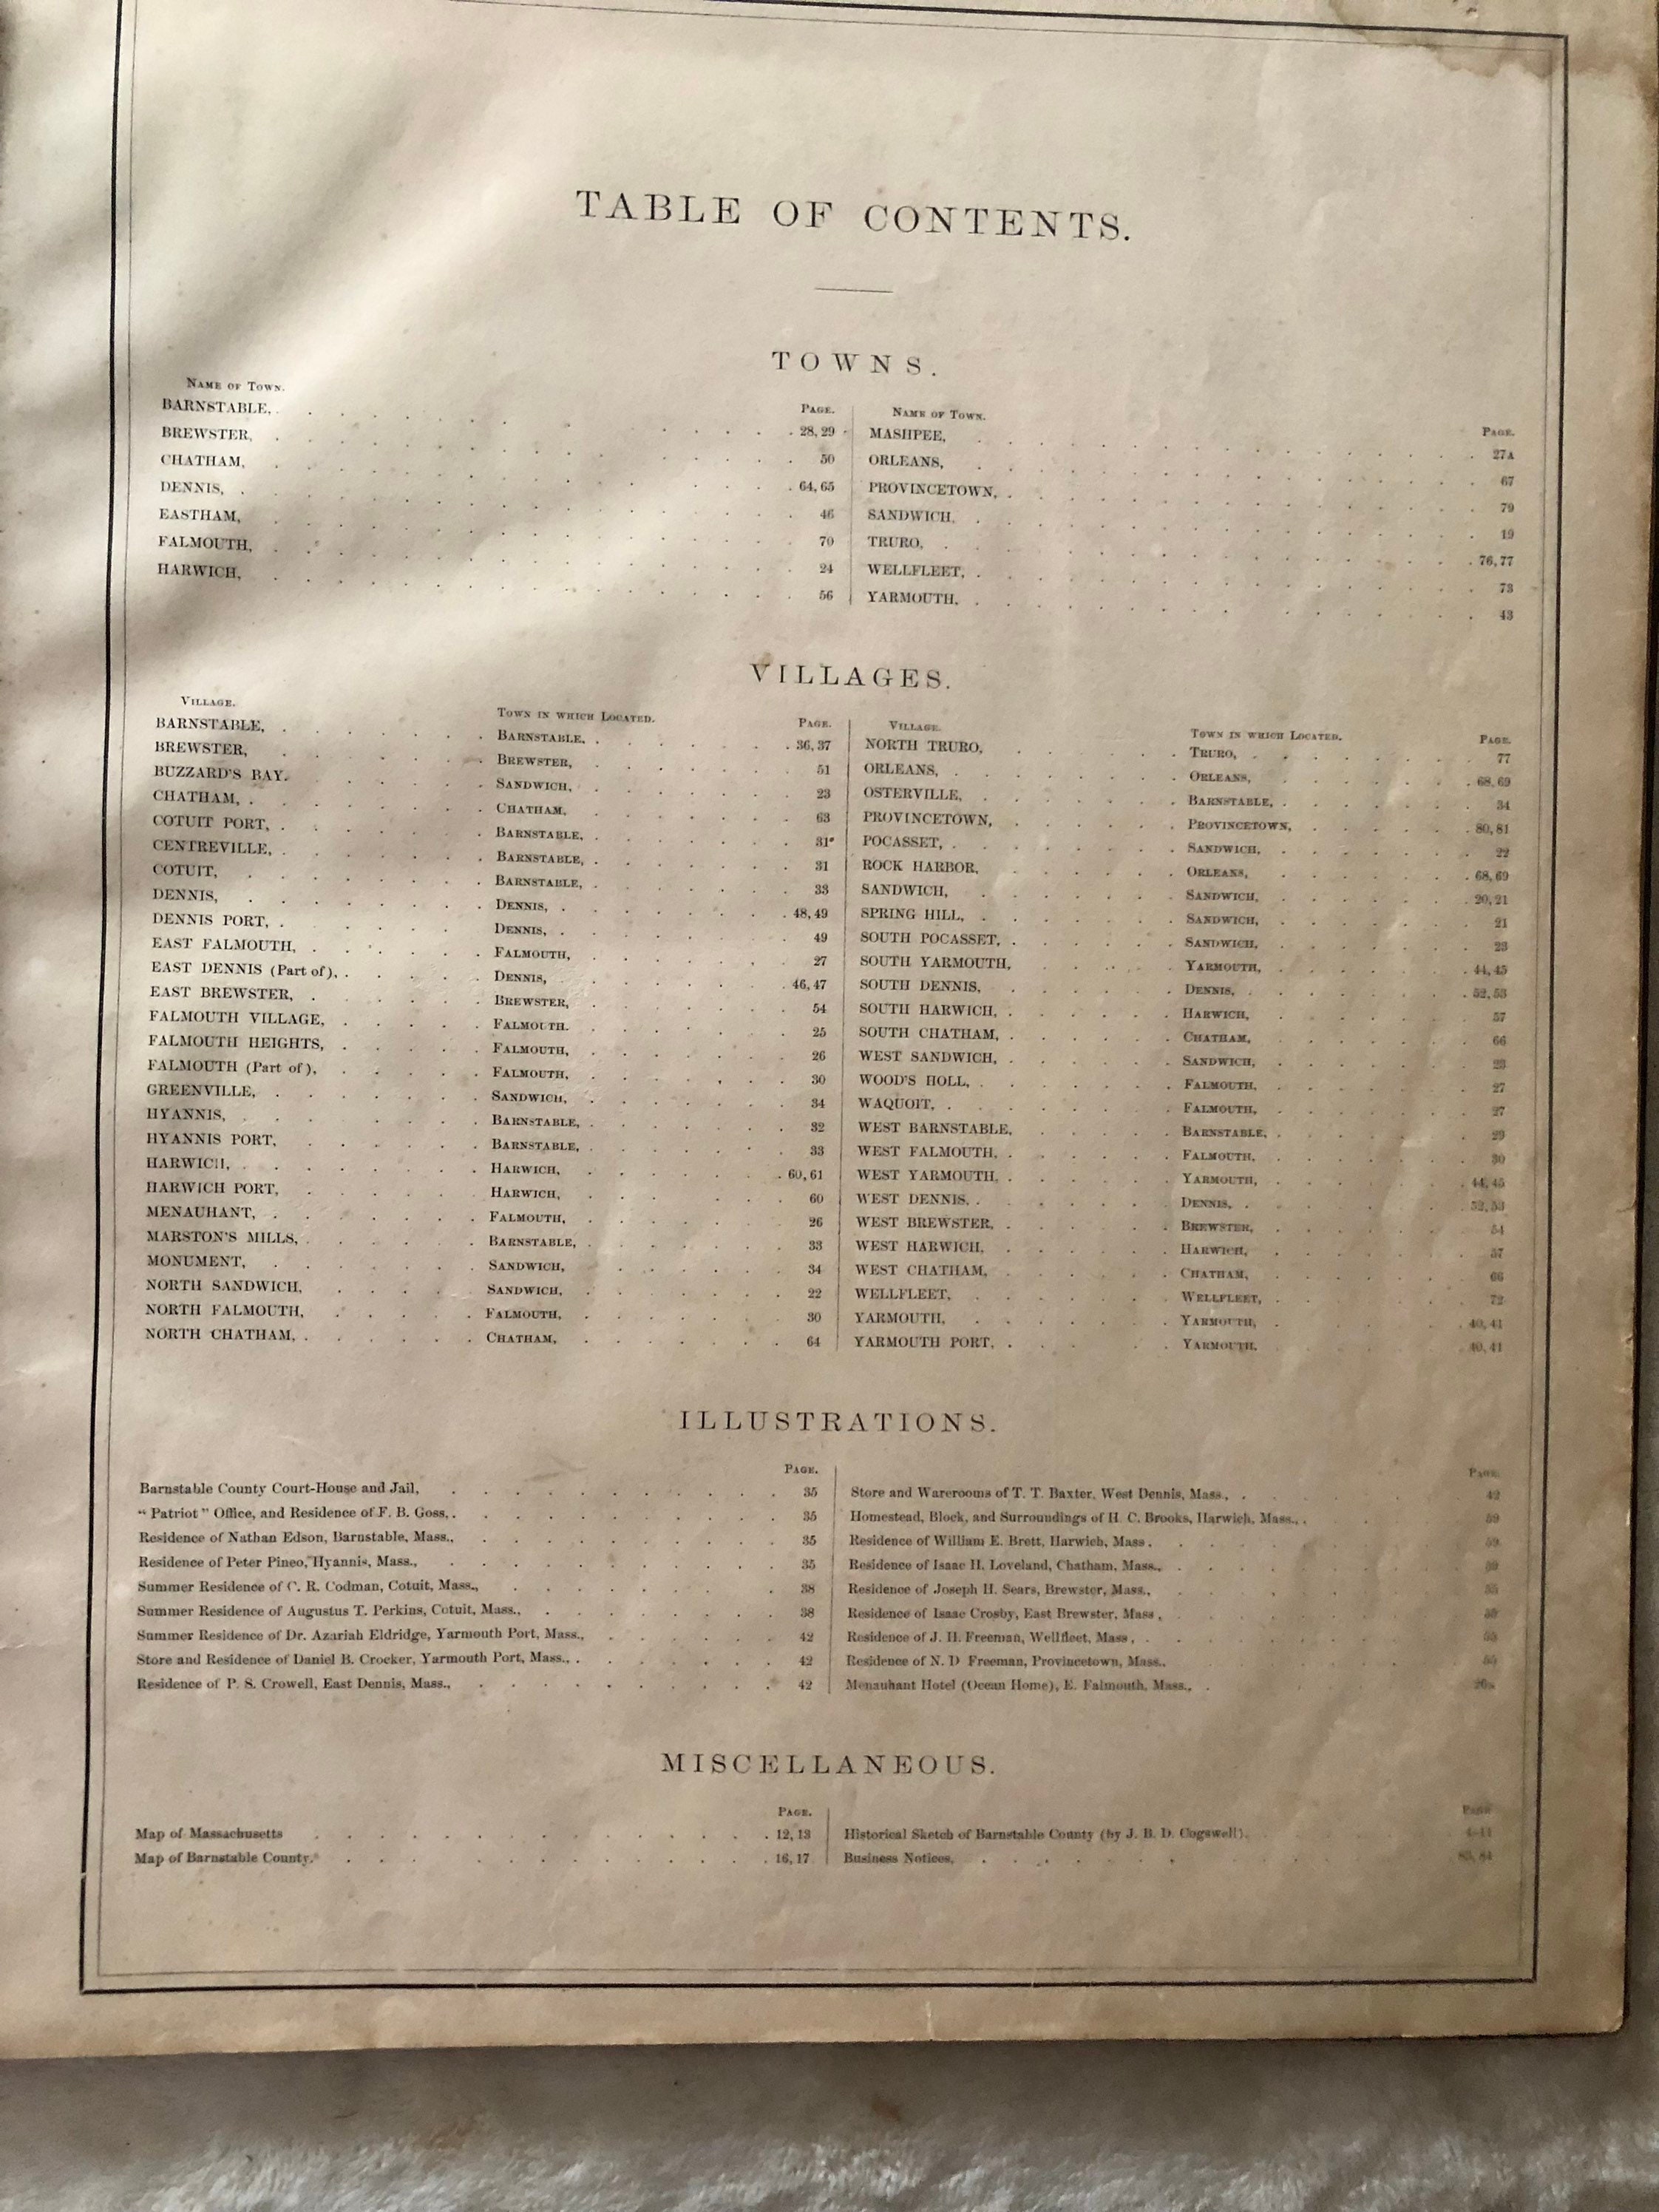 TABLE OF CONTENTS.
TOWNS.
NAME OF TOWN. PAGE.
BARNSTABLE, 28, 29
BREWSTER, 50
CHATHAM, 64, 65
DENNIS, 46
EASTHAM, 70
FALMOUTH, 24
HARWICH, 56
NAME OF TOWN. PAGE.
MASHPEE, 27A
ORLEANS, 67
PROVINCETOWN, 79
SANDWICH, 19
TRURO, 76, 77
WELLFLEET, 73
YARMOUTH, 43
VILLAGES.
VILLAGE. TOWN IN WHICH LOCATED. PAGE.
BARNSTABLE, BARNSTABLE, 36, 37
BREWSTER, BREWSTER, 51
BUZZARD'S BAY. SANDWICH, 23
CHATHAM, CHATHAM, 63
COTUIT PORT, BARNSTABLE, 31
CENTREVILLE, BARNSTABLE, 31
COTUIT, BARNSTABLE, 33
DENNIS, DENNIS, 48, 49
DENNIS PORT, DENNIS, 49
EAST FALMOUTH, FALMOUTH, 27
EAST DENNIS (Part of), DENNIS, 46, 47
EAST BREWSTER, BREWSTER, 54
FALMOUTH VILLAGE, FALMOUTH. 25
FALMOUTH HEIGHTS, FALMOUTH, 26
FALMOUTH (Part of), FALMOUTH, 30
GREENVILLE, SANDWICH, 34
HYANNIS, BARNSTABLE, 32
HYANNIS PORT, BARNSTABLE, 33
HARWICH, HARWICH, 60, 61
HARWICH PORT, HARWICH, 60
MENAUHANT, FALMOUTH, 26
MARSTON'S MILLS, BARNSTABLE, 33
MONUMENT, SANDWICH, 34
NORTH SANDWICH, SANDWICH, 22
NORTH FALMOUTH, FALMOUTH, 30
NORTH CHATHAM, CHATHAM, 64
VILLAGE. TOWN IN WHICH LOCATED. PAGE.
NORTH TRURO, TRURO, 77
ORLEANS, ORLEANS, 68, 69
OSTERVILLE, BARNSTABLE, 34
PROVINCETOWN, PROVINCETOWN, 80, 81
POCASSET, SANDWICH, 22
ROCK HARBOR, ORLEANS, 68, 69
SANDWICH, SANDWICH, 20, 21
SPRING HILL, SANDWICH, 21
SOUTH POCASSET, SANDWICH, 23
SOUTH YARMOUTH, YARMOUTH, 44, 45
SOUTH DENNIS, DENNIS, 52, 53
SOUTH HARWICH, HARWICH, 57
SOUTH CHATHAM, CHATHAM, 66
WEST SANDWICH, SANDWICH, 23
WOOD'S HOLL, FALMOUTH, 27
WAQUOIT, FALMOUTH, 27
WEST BARNSTABLE, BARNSTABLE, 29
WEST FALMOUTH, FALMOUTH, 30
WEST YARMOUTH, YARMOUTH, 44, 45
WEST DENNIS, DENNIS, 52, 53
WEST BREWSTER, BREWSTER, 54
WEST HARWICH, HARWICH, 57
WEST CHATHAM, CHATHAM, 66
WELLFLEET, WELLFLEET, 72
YARMOUTH, YARMOUTH, 40, 41
YARMOUTH PORT, YARMOUTH, 40, 41
ILLUSTRATIONS.
PAGE.
Barnstable County Court-House and Jail, 35
"Patriot" Office, and Residence of F. B. Goss, 35
Residence of Nathan Edson, Barnstable, Mass., 35
Residence of Peter Pineo, Hyannis, Mass., 35
Summer Residence of C. R. Codman, Cotuit, Mass., 38
Summer Residence of Augustus T. Perkins, Cotuit, Mass., 38
Summer Residence of Dr. Azariah Eldridge, Yarmouth Port, Mass., 42
Store and Residence of Daniel B. Crocker, Yarmouth Port, Mass., 42
Residence of P. S. Crowell, East Dennis, Mass., 42
PAGE.
Store and Warerooms of T. T. Baxter, West Dennis, Mass., 42
Homestead, Block, and Surroundings of H. C. Brooks, Harwich, Mass., 59
Residence of William E. Brett, Harwich, Mass. 59
Residence of Isaac H. Loveland, Chatham, Mass.,
Residence of Joseph H. Sears, Brewster, Mass., 55
Residence of Isaac Crosby, East Brewster, Mass,
Residence of J. H. Freeman, Wellfleet, Mass, 55
Residence of N. D Freeman, Provincetown, Mass.,
Menauhant Hotel (Ocean Home), E. Falmouth, Mass.,
MISCELLANEOUS.
PAGE.
Map of Massachusetts 12, 13
Map of Barnstable County, 16, 17
PAGE
Historical Sketch of Barnstable County (by J. B. D. Cogswell).
Business Notices,